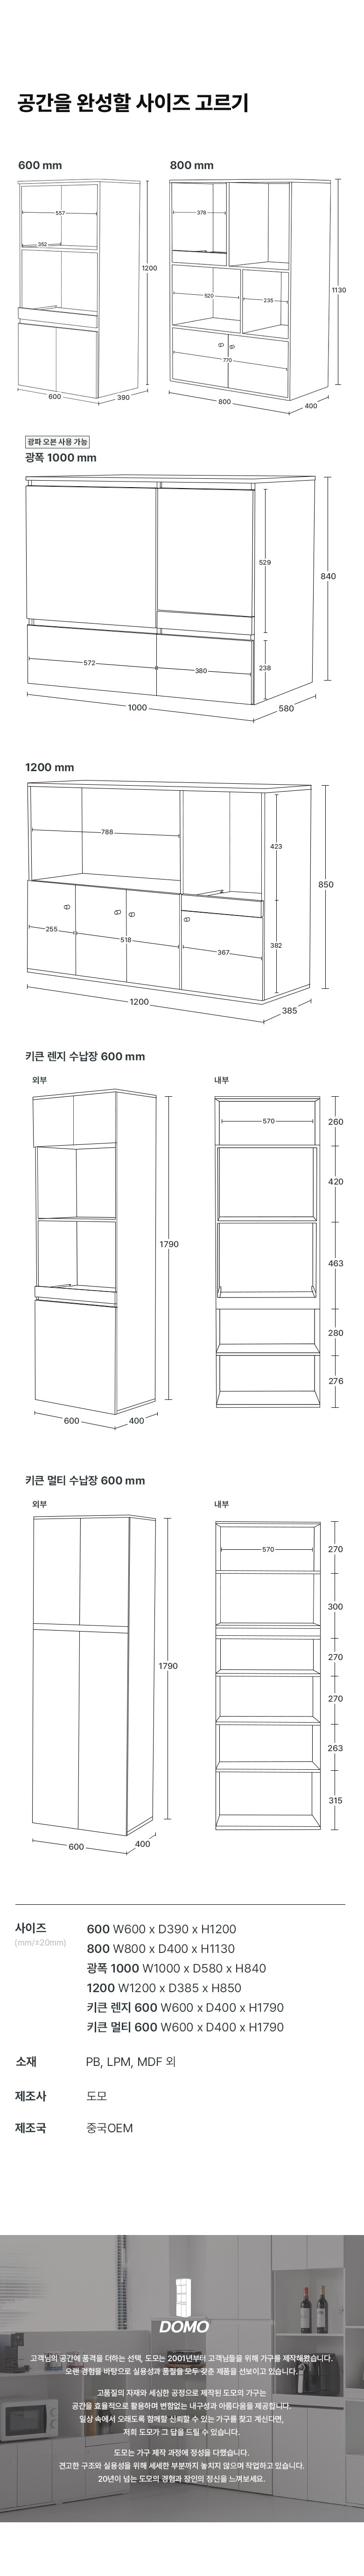 공간을 완성할 사이즈 고르기
600 mm
800 mm
557
352
1200
600
390
378
520
235
770
1130
800
400
광파 오븐 사용 가능
광폭 1000 mm
529
840
572
380
238
1000
580
1200 mm
788
423
850
255
518
367
382
1200
385
키큰 렌지 수납장 600 mm
외부
내부
570
260
420
1790
463
280
276
600
400
키큰 멀티 수납장 600 mm
외부
내부
570
270
300
1790
270
270
263
315
600
400
사이즈
(mm/±20mm)
600 W600 x D390 x H1200
800 W800 x D400 x H1130
광폭 1000 W1000 x D580 x H840
1200 W1200 x D385 x H850
키큰 렌지 600 W600 x D400 x H1790
키큰 멀티 600 W600 x D400 x H1790
소재 PB, LPM, MDF 외
제조사 도모
제조국 중국OEM
DOMO
고객님의 공간에 품격을 더하는 선택, 도모는 2001년부터 고객님들을 위해 가구를 제작해왔습니다.
오랜 경험을 바탕으로 실용성과 품질을 모두 갖춘 제품을 선보이고 있습니다.
고품질의 자재와 세심한 공정으로 제작된 도모의 가구는
공간을 효율적으로 활용하며 변함없는 내구성과 아름다움을 제공합니다.
일상 속에서 오래도록 함께할 신뢰할 수 있는 가구를 찾고 계신다면,
저희 도모가 그 답을 드릴 수 있습니다.
도모는 가구 제작 과정에 정성을 다했습니다.
견고한 구조와 실용성을 위해 세세한 부분까지 놓치지 않으며 작업하고 있습니다.
20년이 넘는 도모의 경험과 장인의 정신을 느껴보세요.